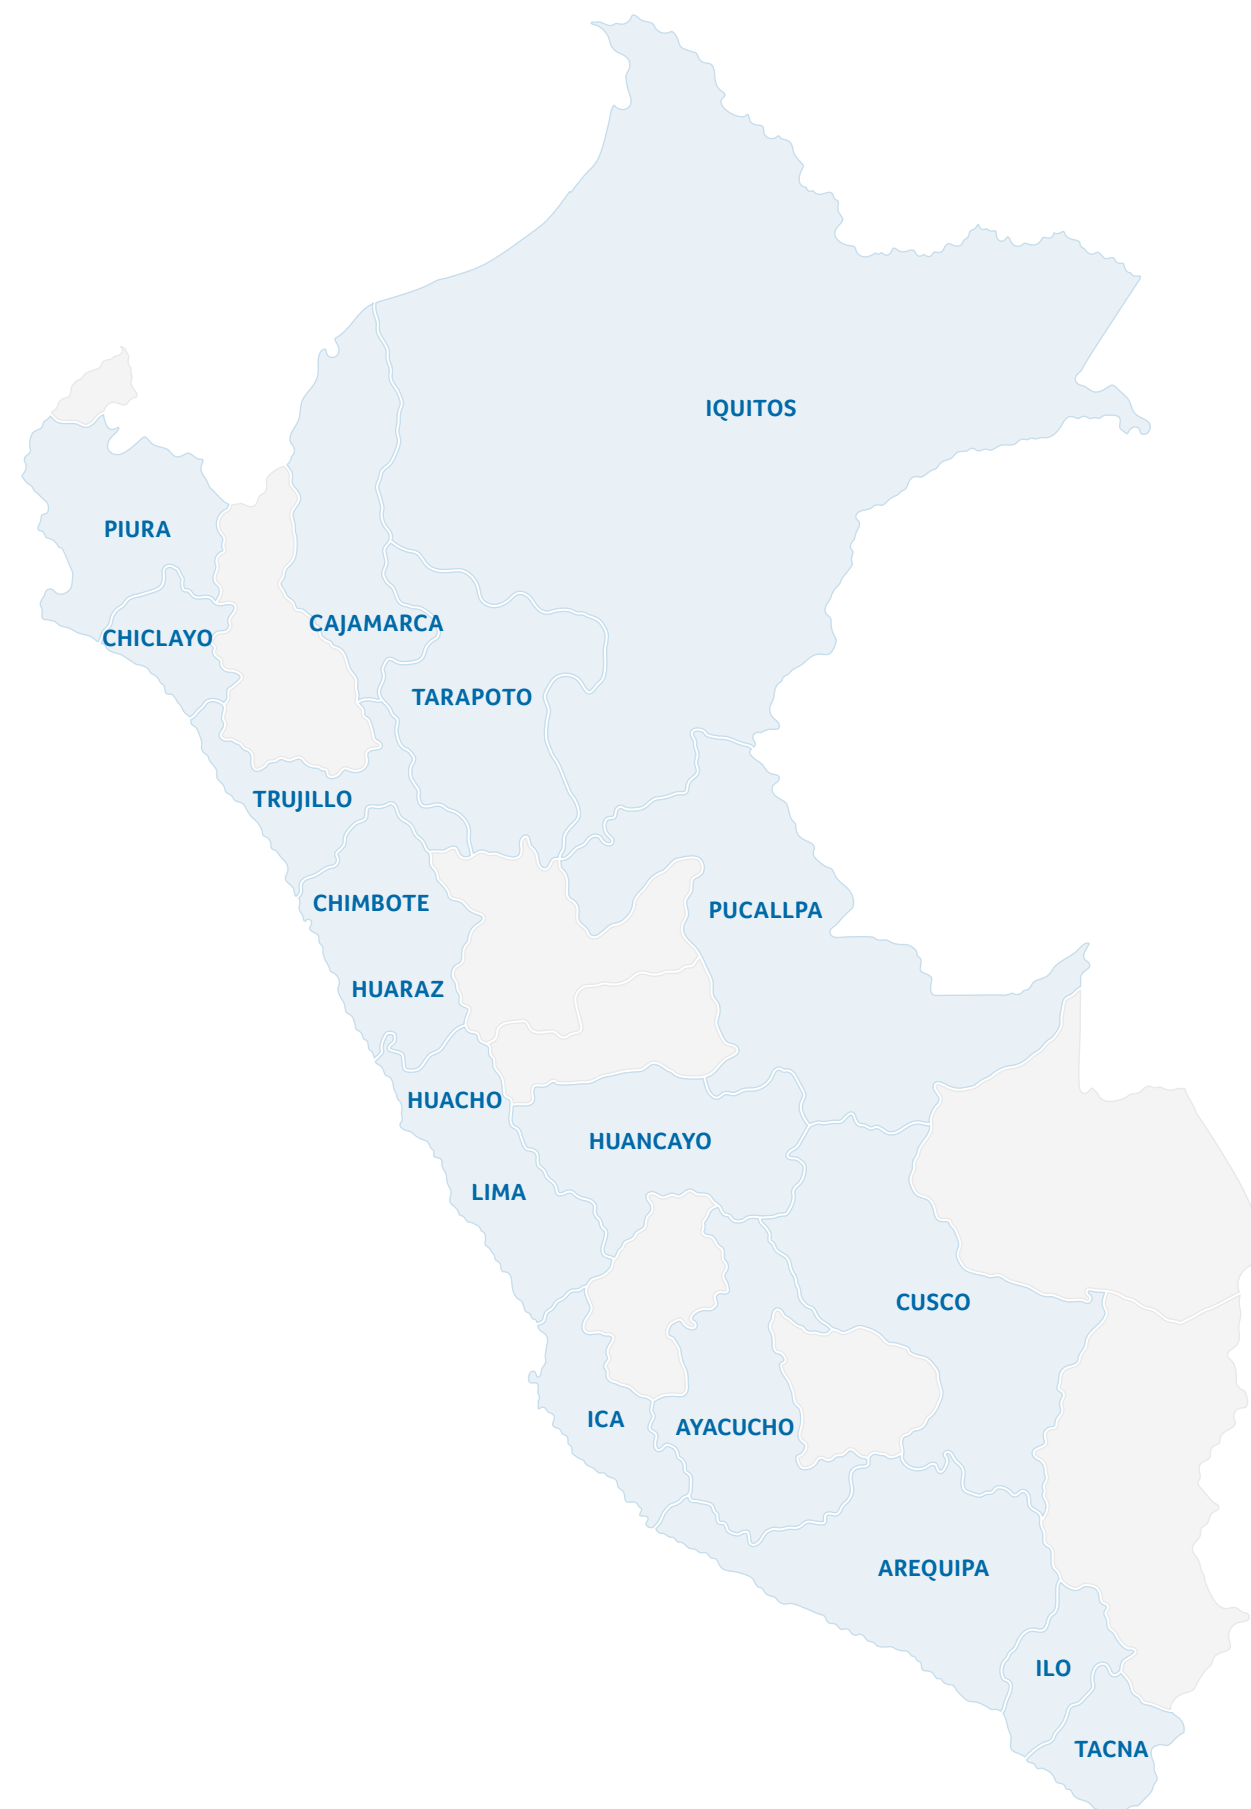 IQUITOS
PIURA
CAJAMARCA
CHICLAYO
TARAPOTO
TRUJILLO
CHIMBOTE
PUCALLPA
HUARAZ
HUACHO
HUANCAYO
LIMA
CUSCO
ICA
AYACUCHO
AREQUIPA
ILO
TACNA